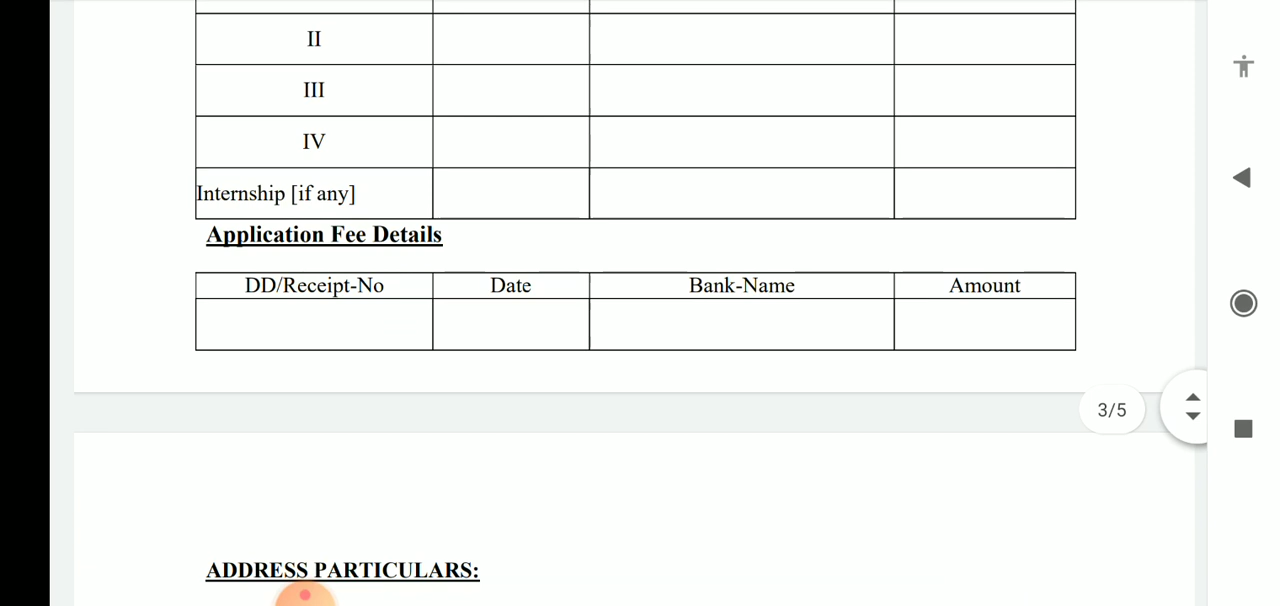 II
III
IV
Internship [if any]
Application Fee Details
DD/Receipt-No Date Bank-Name Amount
3/5
ADDRESS PARTICULARS: